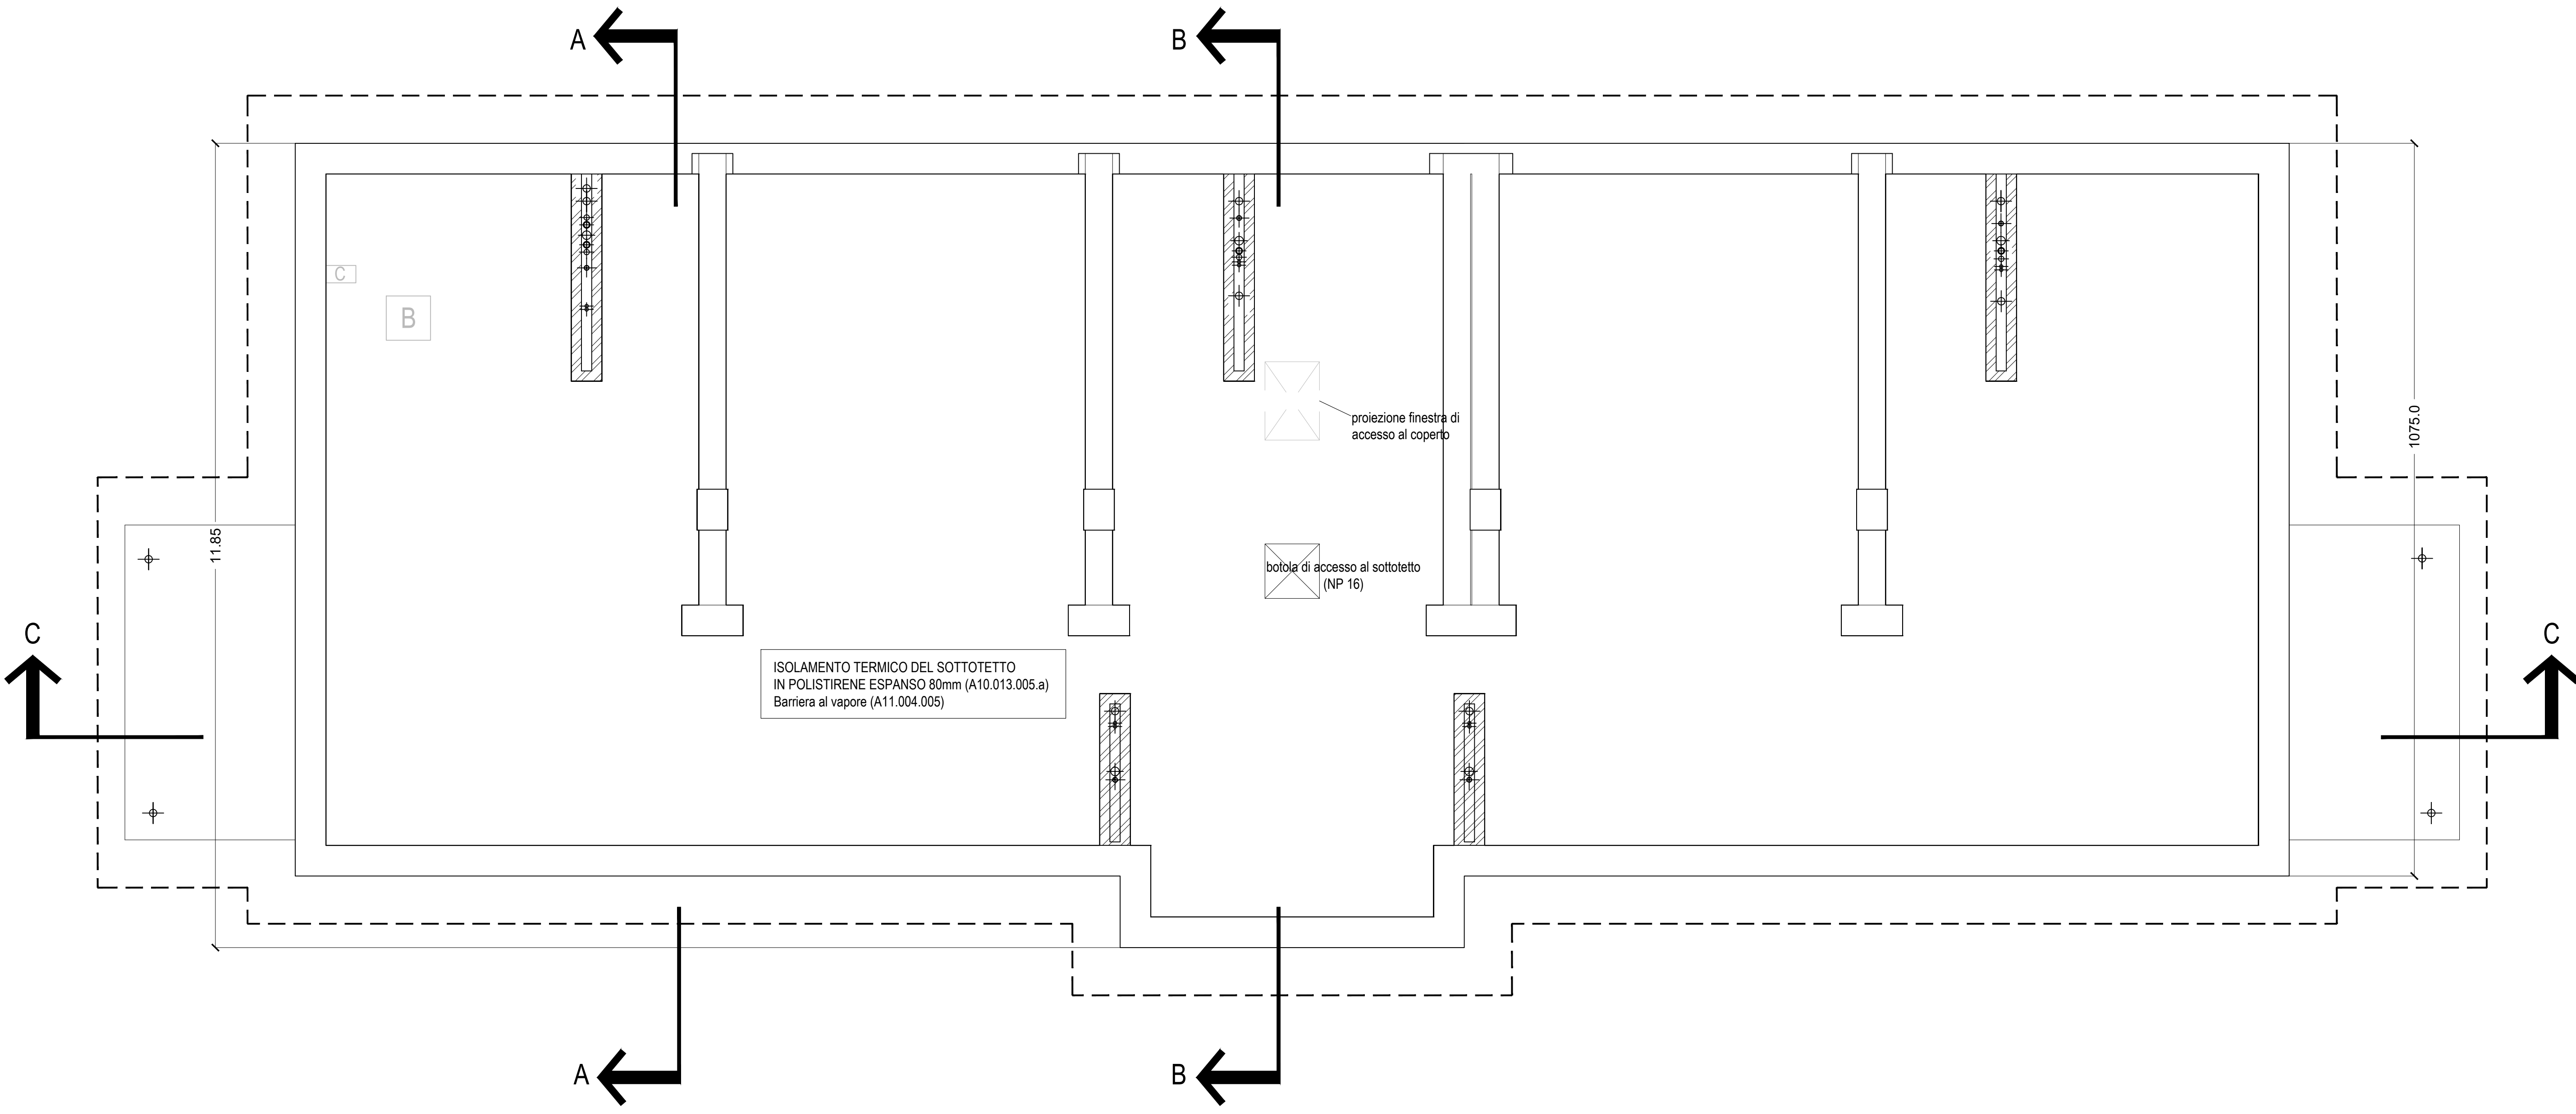 A
B
C
B
proiezione finestra di
accesso al coperto
1075.0
11.85
botola di accesso al sottotetto
(NP 16)
C
C
ISOLAMENTO TERMICO DEL SOTTOTETTO
IN POLISTIRENE ESPANSO 80mm (A10.013.005.a)
Barriera al vapore (A11.004.005)
A
B